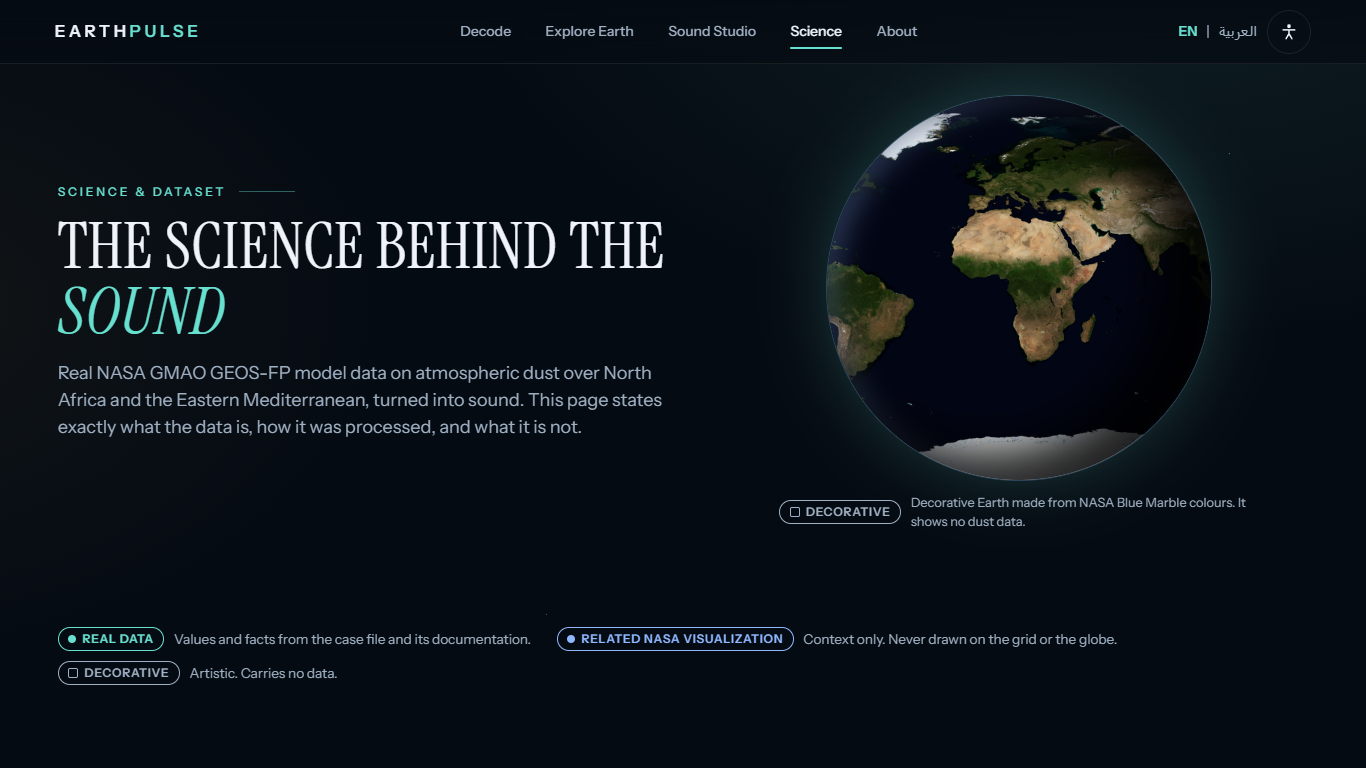 EARTHPULSE
Decode
Explore Earth
Sound Studio
Science
About
EN | العربية
SCIENCE & DATASET
THE SCIENCE BEHIND THE
SOUND
Real NASA GMAO GEOS-FP model data on atmospheric dust over North
Africa and the Eastern Mediterranean, turned into sound. This page states
exactly what the data is, how it was processed, and what it is not.
DECORATIVE
Decorative Earth made from NASA Blue Marble colours. It
shows no dust data.
REAL DATA
Values and facts from the case file and its documentation.
RELATED NASA VISUALIZATION
Context only. Never drawn on the grid or the globe.
DECORATIVE
Artistic. Carries no data.